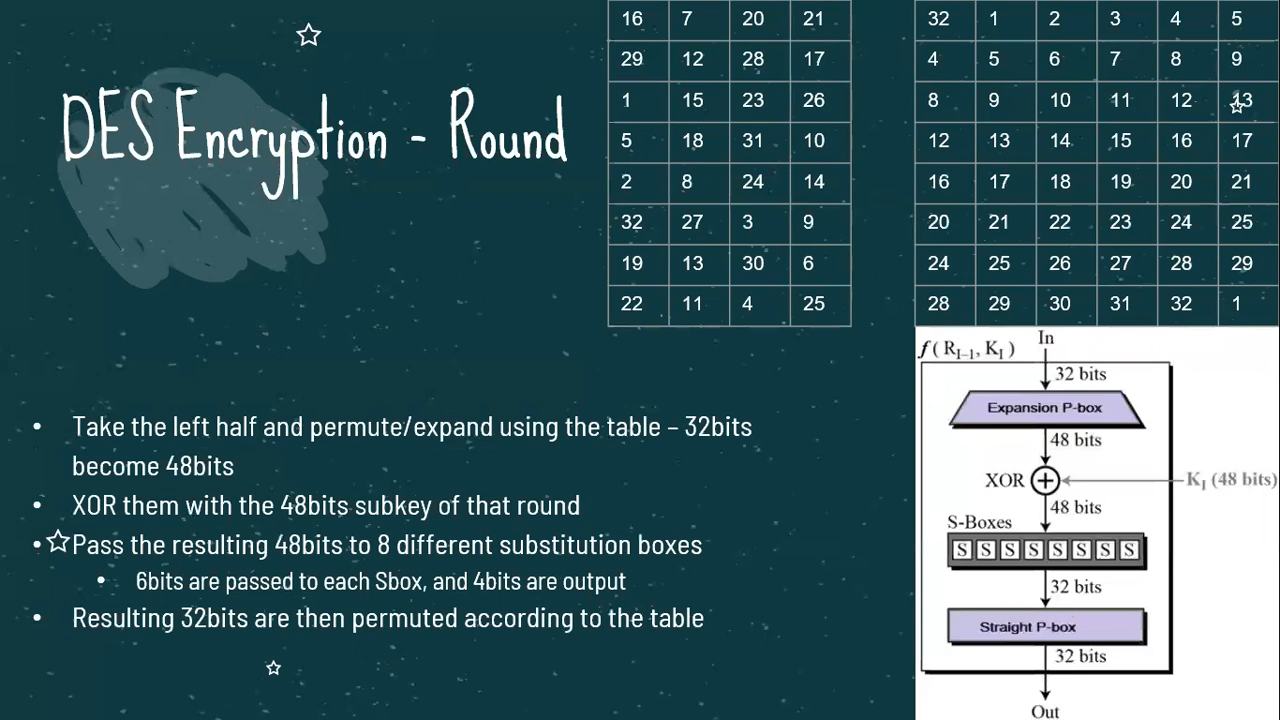 DES Encryption - Round
16 7 20 21
29 12 28 17
1 15 23 26
5 18 31 10
2 8 24 14
32 27 3 9
19 13 30 6
22 11 4 25
32 1 2 3 4 5
4 5 6 7 8 9
8 9 10 11 12 13
12 13 14 15 16 17
16 17 18 19 20 21
20 21 22 23 24 25
24 25 26 27 28 29
28 29 30 31 32 1
• Take the left half and permute/expand using the table – 32bits
become 48bits
• XOR them with the 48bits subkey of that round
• Pass the resulting 48bits to 8 different substitution boxes
• 6bits are passed to each Sbox, and 4bits are output
• Resulting 32bits are then permuted according to the table
In
f ( R_{I–1}, K_I )
32 bits
Expansion P-box
48 bits
XOR + K_I (48 bits)
48 bits
S-Boxes
S S S S S S S S
32 bits
Straight P-box
32 bits
Out